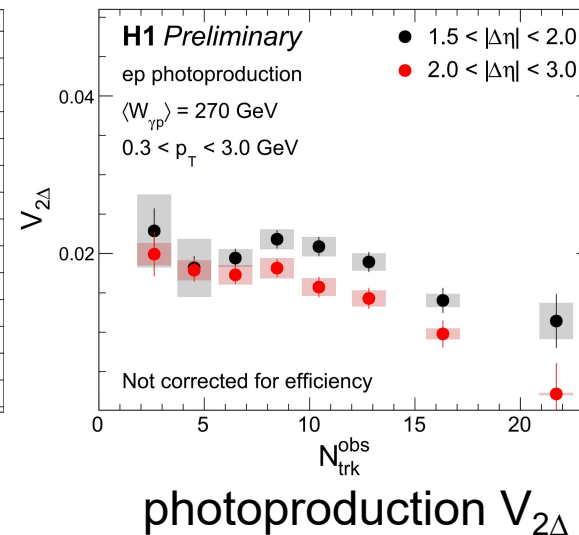 H1 Preliminary
1.5 < |Δη| < 2.0
ep photoproduction
2.0 < |Δη| < 3.0
⟨W_γp⟩ = 270 GeV
0.3 < p_T < 3.0 GeV
0.04
0.02
V_2Δ
Not corrected for efficiency
0 5 10 15 20
N_trk^obs
photoproduction V_2Δ